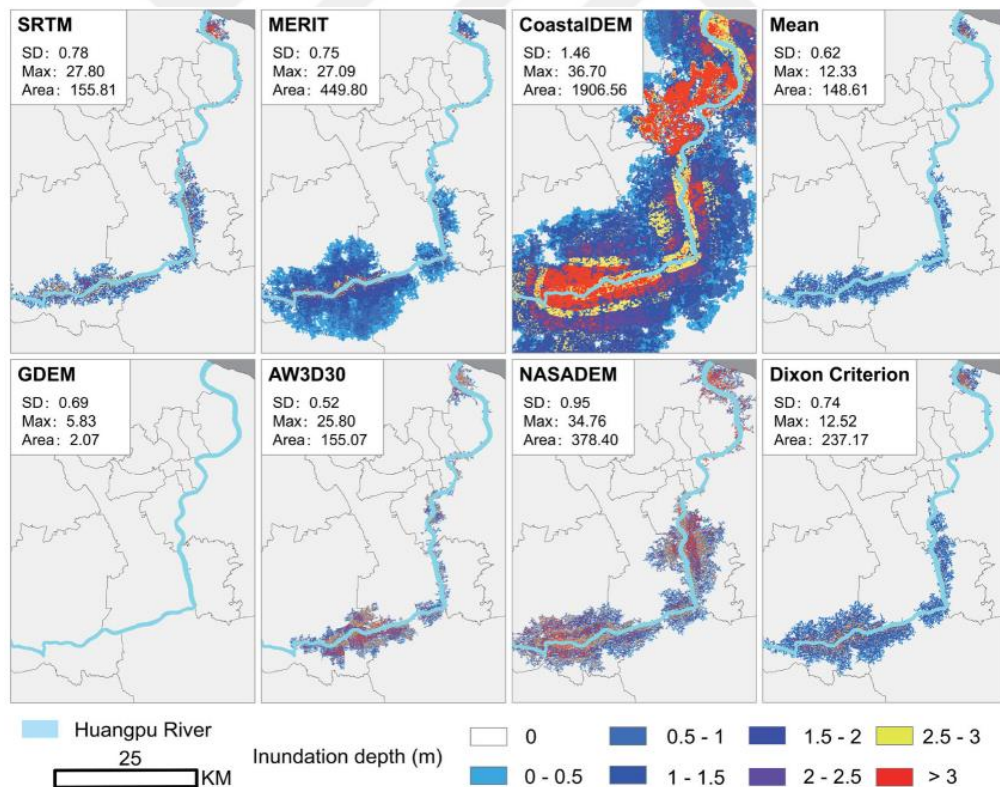 SRTM
SD: 0.78
Max: 27.80
Area: 155.81
MERIT
SD: 0.75
Max: 27.09
Area: 449.80
CoastalDEM
SD: 1.46
Max: 36.70
Area: 1906.56
Mean
SD: 0.62
Max: 12.33
Area: 148.61
GDEM
SD: 0.69
Max: 5.83
Area: 2.07
AW3D30
SD: 0.52
Max: 25.80
Area: 155.07
NASADEM
SD: 0.95
Max: 34.76
Area: 378.40
Dixon Criterion
SD: 0.74
Max: 12.52
Area: 237.17
Huangpu River
25
KM
Inundation depth (m)
0
0.5 - 1
1.5 - 2
2.5 - 3
0 - 0.5
1 - 1.5
2 - 2.5
> 3